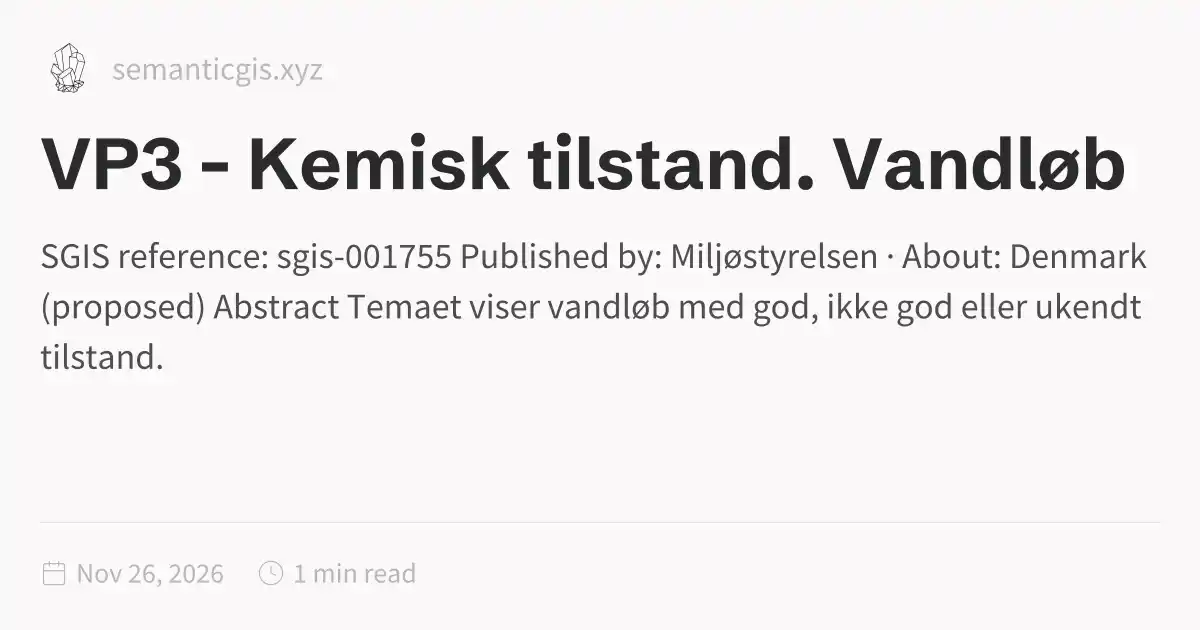 semanticgis.xyz
VP3 - Kemisk tilstand. Vandløb
SGIS reference: sgis-001755 Published by: Miljøstyrelsen · About: Denmark
(proposed) Abstract Temaet viser vandløb med god, ikke god eller ukendt
tilstand.
Nov 26, 2026 1 min read